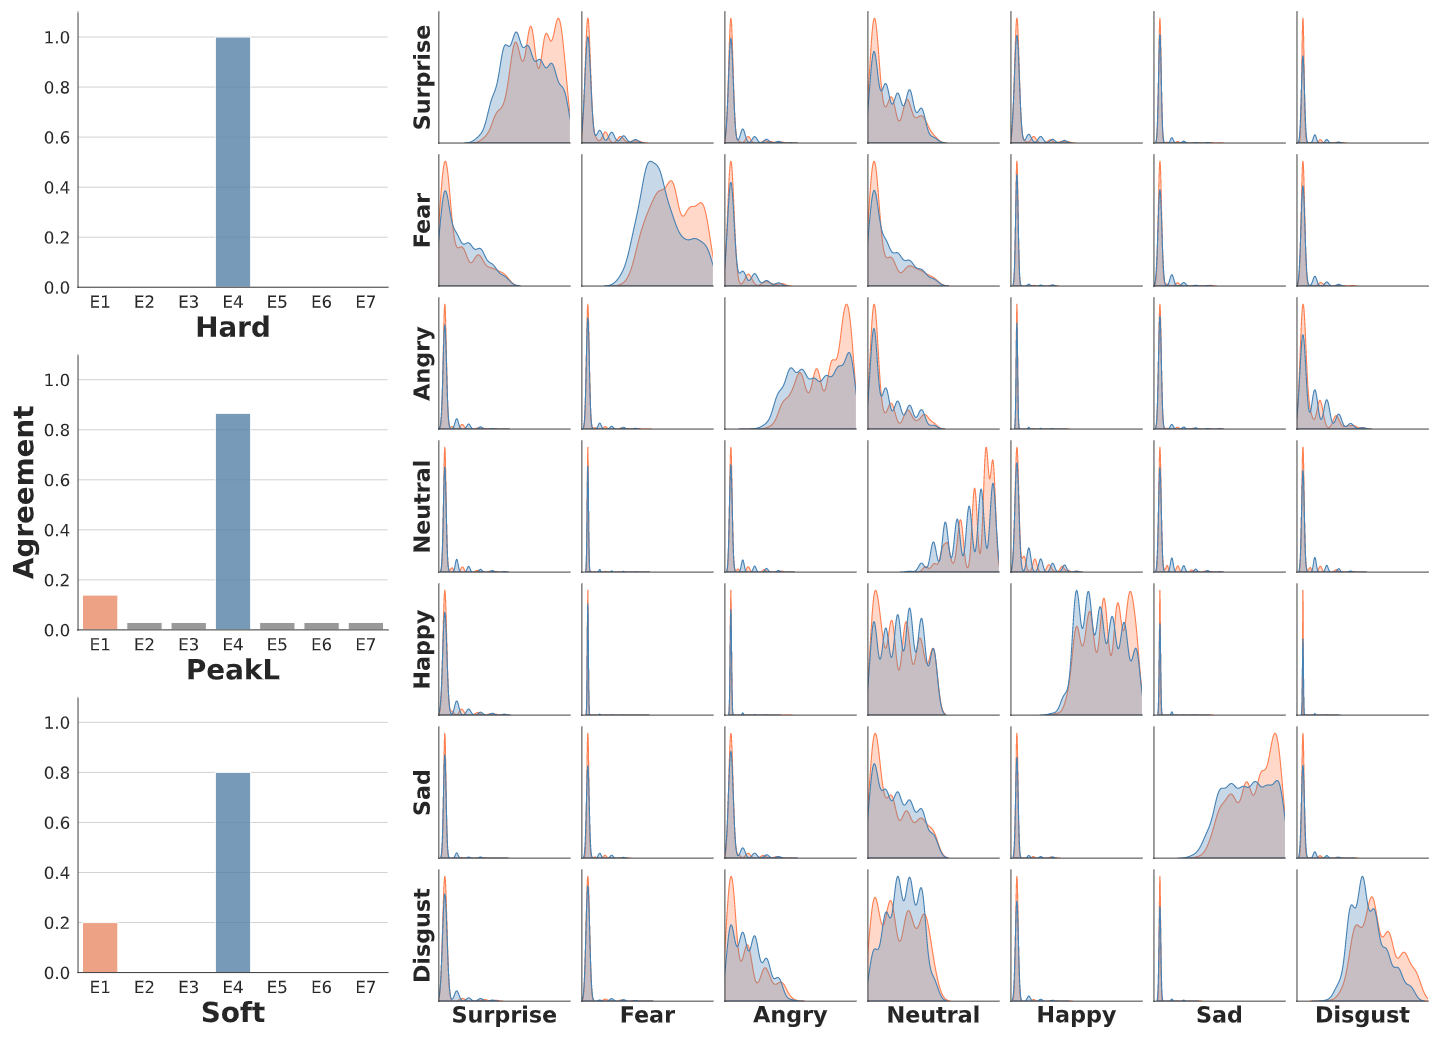 Agreement
1.0
0.8
0.6
0.4
0.2
0.0
E1 E2 E3 E4 E5 E6 E7
Hard
1.0
0.8
0.6
0.4
0.2
0.0
E1 E2 E3 E4 E5 E6 E7
PeakL
1.0
0.8
0.6
0.4
0.2
0.0
E1 E2 E3 E4 E5 E6 E7
Soft
Surprise
Fear
Angry
Neutral
Happy
Sad
Disgust
Surprise Fear Angry Neutral Happy Sad Disgust